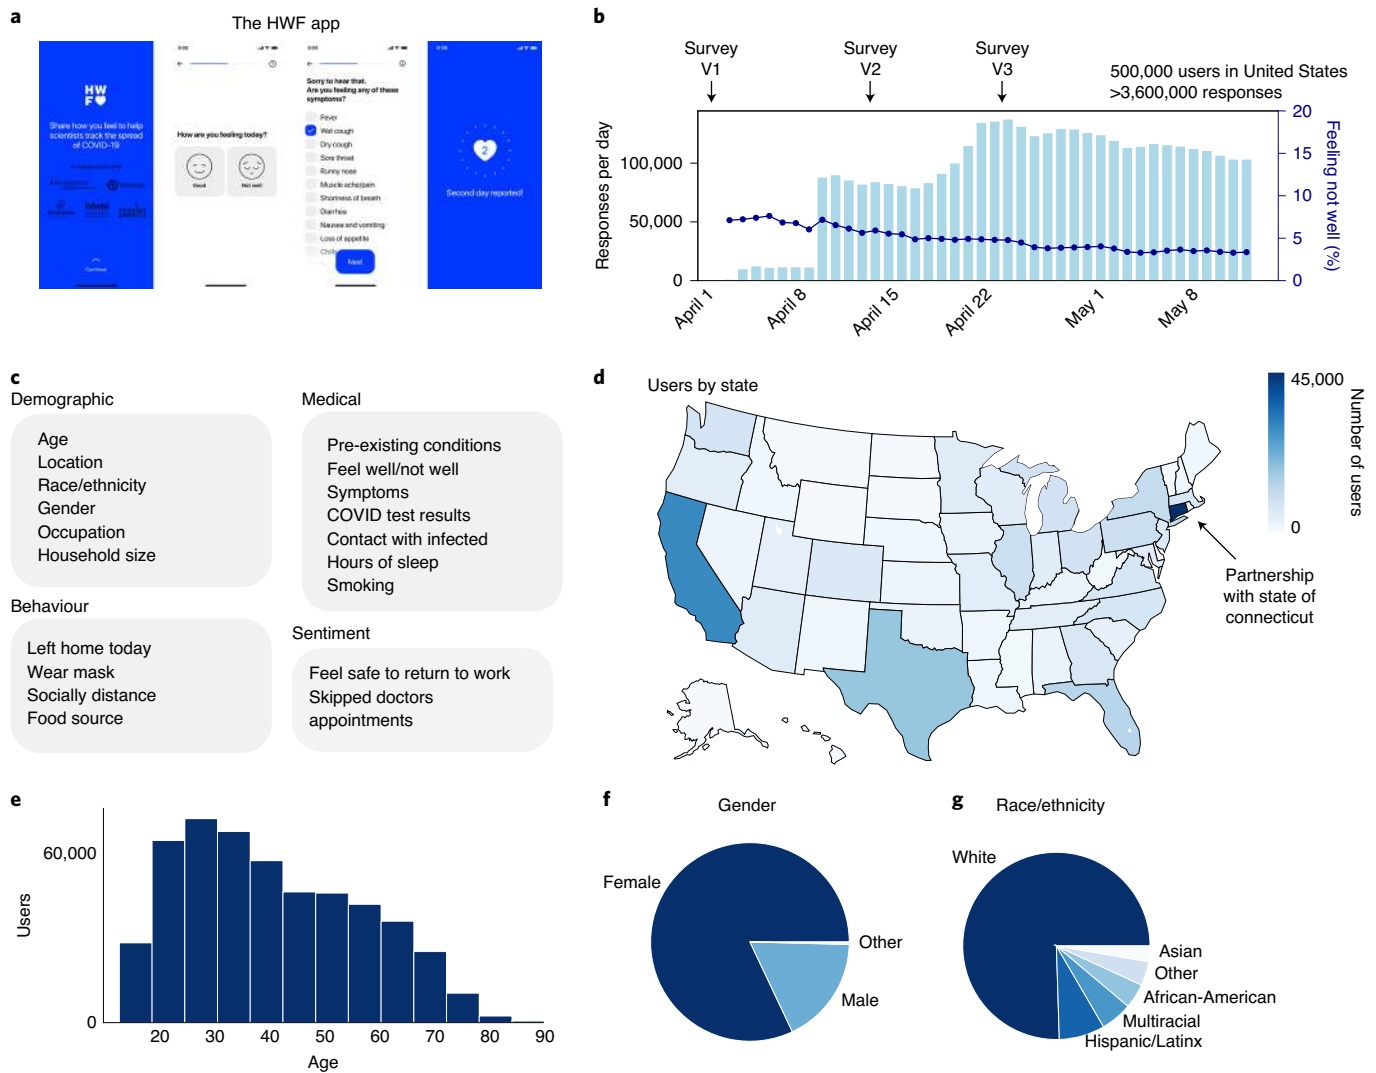 a
The HWF app
HW
F
Share how you feel to help
scientists track the spread
of COVID-19
Continue
How are you feeling today?
Good
Not well
Sorry to hear that.
Are you feeling any of these
symptoms?
Fever
Wet cough
Dry cough
Sore throat
Runny nose
Muscle ache/pain
Shortness of breath
Diarrhea
Nausea and vomiting
Loss of appetite
Chills
Next
2
Second day reported!
b
Survey
V1
Survey
V2
Survey
V3
500,000 users in United States
>3,600,000 responses
Responses per day
100,000
50,000
0
20
15
10
5
0
Feeling not well (%)
April 1
April 8
April 15
April 22
May 1
May 8
c
Demographic
Age
Location
Race/ethnicity
Gender
Occupation
Household size
Medical
Pre-existing conditions
Feel well/not well
Symptoms
COVID test results
Contact with infected
Hours of sleep
Smoking
Behaviour
Left home today
Wear mask
Socially distance
Food source
Sentiment
Feel safe to return to work
Skipped doctors
appointments
d
Users by state
45,000
0
Number of users
Partnership
with state of
connecticut
e
Users
60,000
0
20
30
40
50
60
70
80
90
Age
f
Gender
Female
Other
Male
g
Race/ethnicity
White
Asian
Other
African-American
Multiracial
Hispanic/Latinx